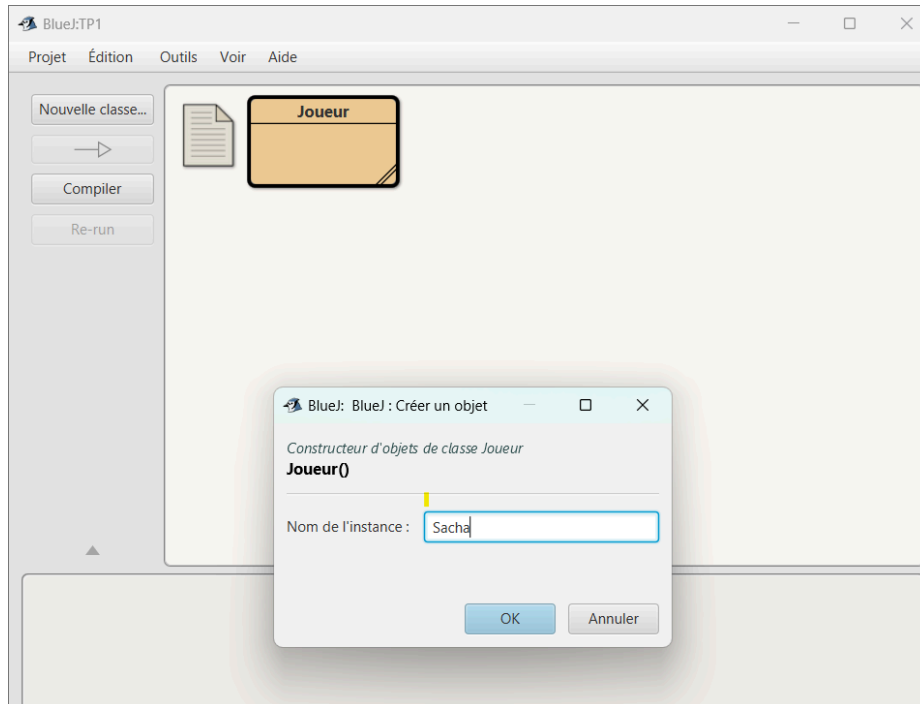 BlueJ:TP1
Projet Édition Outils Voir Aide
Nouvelle classe...
Compiler
Re-run
Joueur
BlueJ: BlueJ : Créer un objet
Constructeur d'objets de classe Joueur
Joueur()
Nom de l'instance : Sacha
OK Annuler